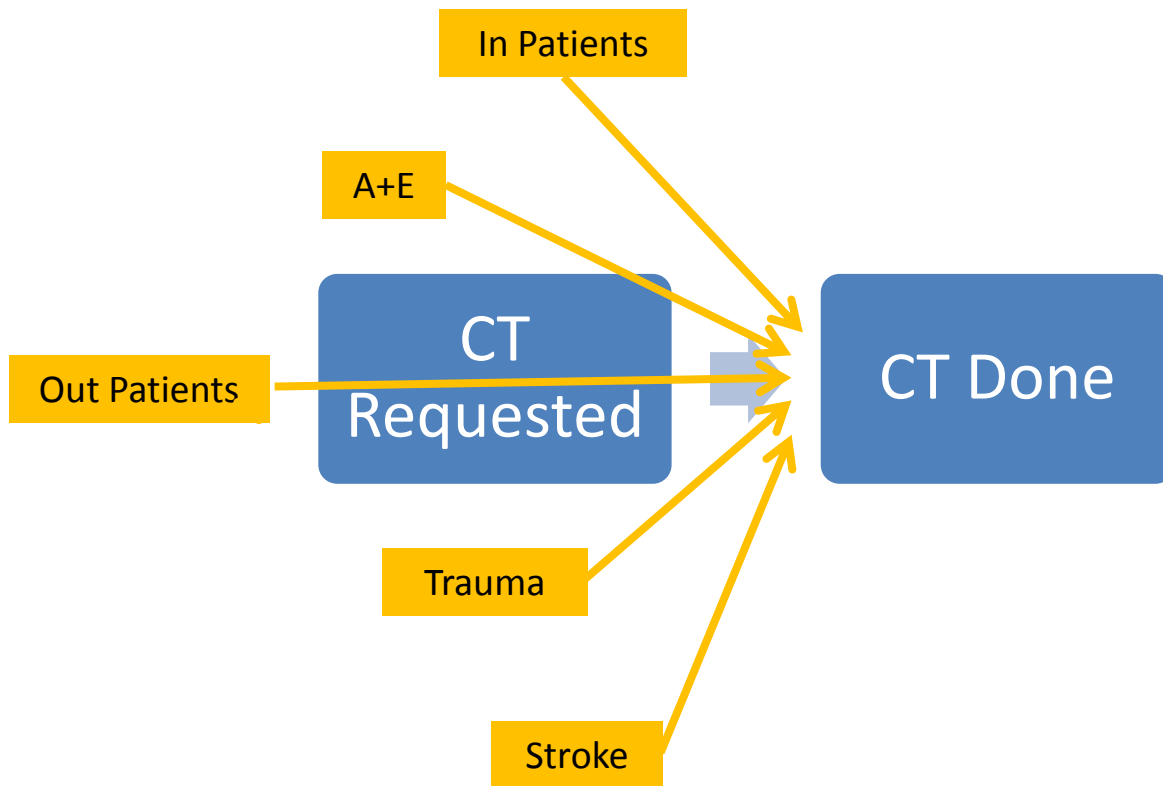 In Patients
A+E
CT
Requested
CT Done
Out Patients
Trauma
Stroke